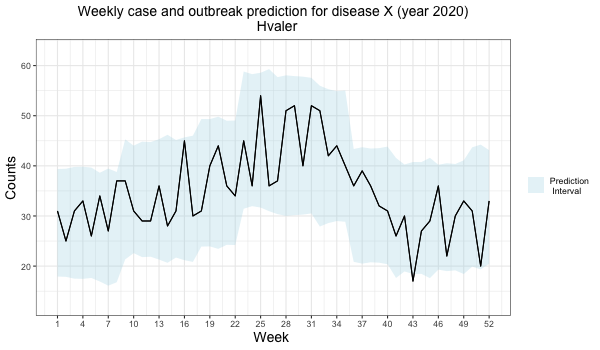 Weekly case and outbreak prediction for disease X (year 2020)
Hvaler
Counts
60
50
40
30
20
1 4 7 10 13 16 19 22 25 28 31 34 37 40 43 46 49 52
Week
Prediction
Interval